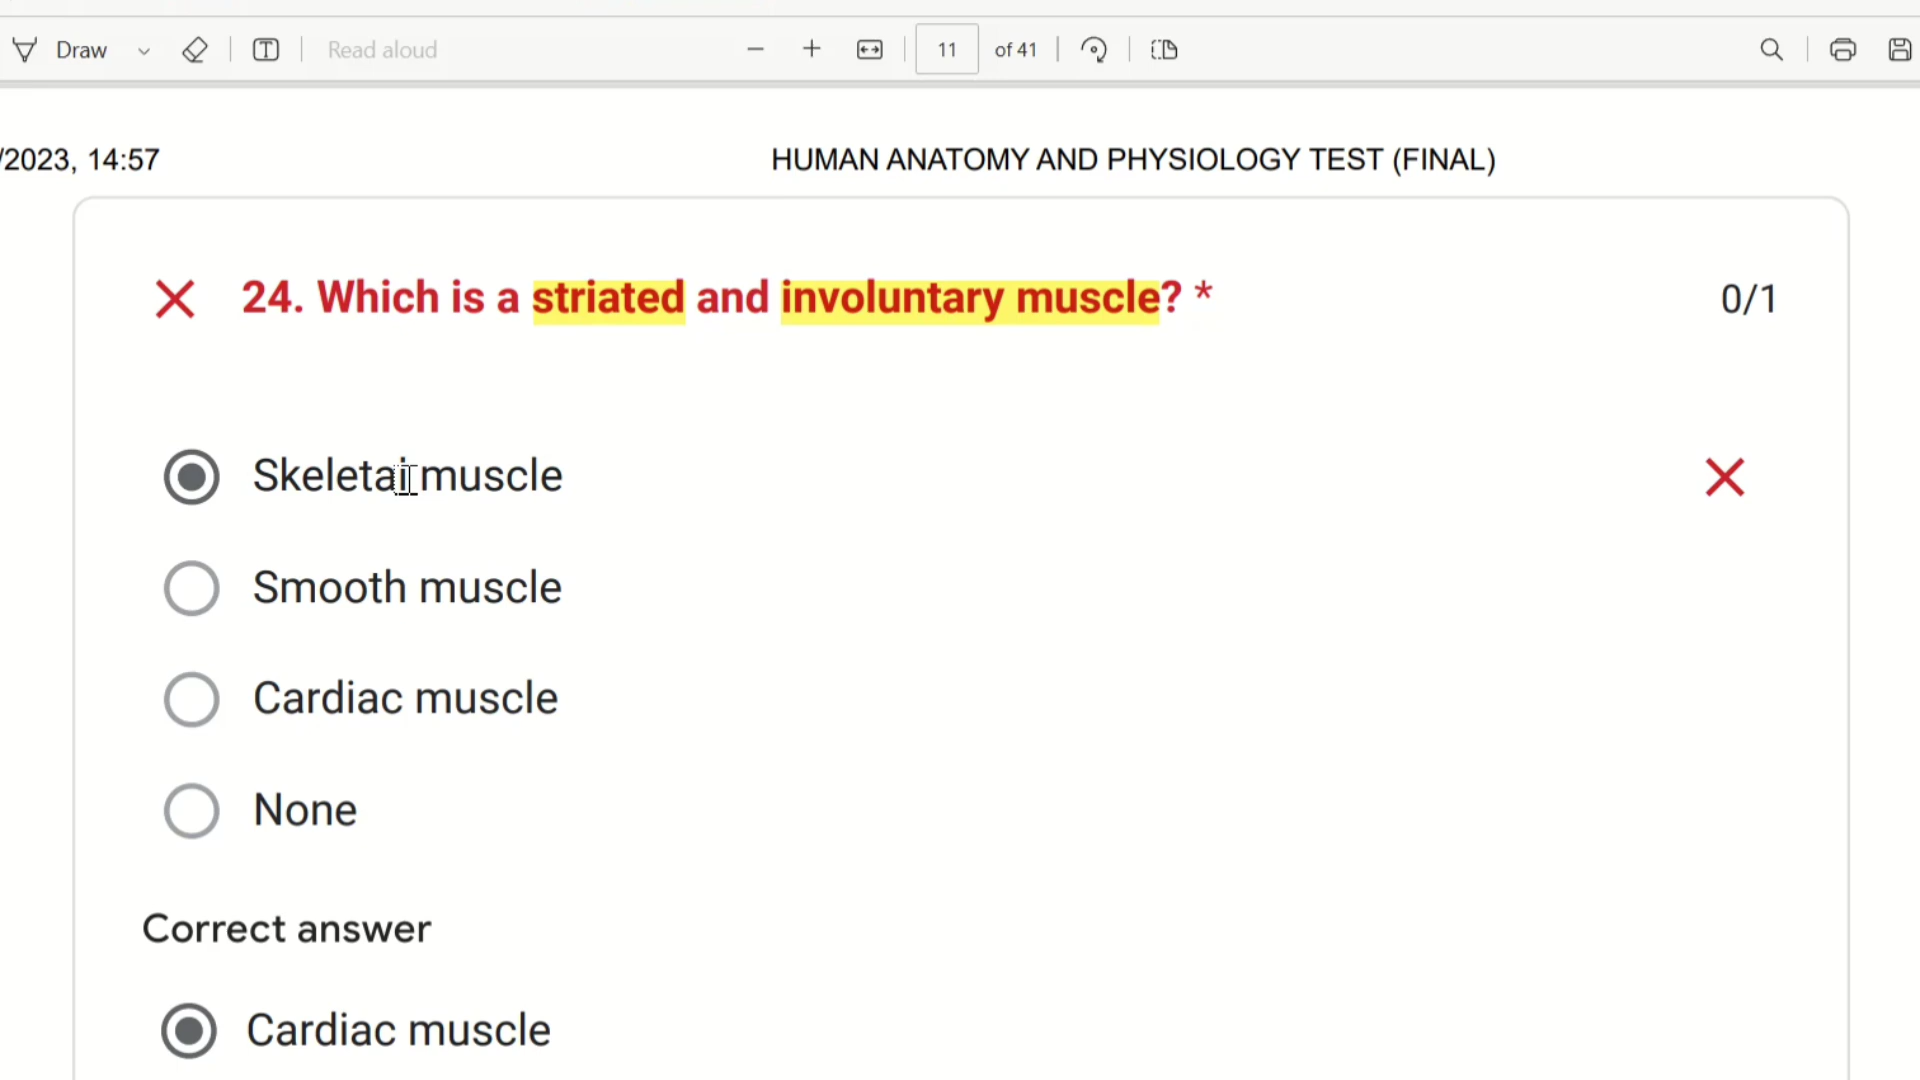 Draw Read aloud 11 of 41
/2023, 14:57 HUMAN ANATOMY AND PHYSIOLOGY TEST (FINAL)
24. Which is a striated and involuntary muscle? * 0/1
Skeletal muscle
Smooth muscle
Cardiac muscle
None
Correct answer
Cardiac muscle